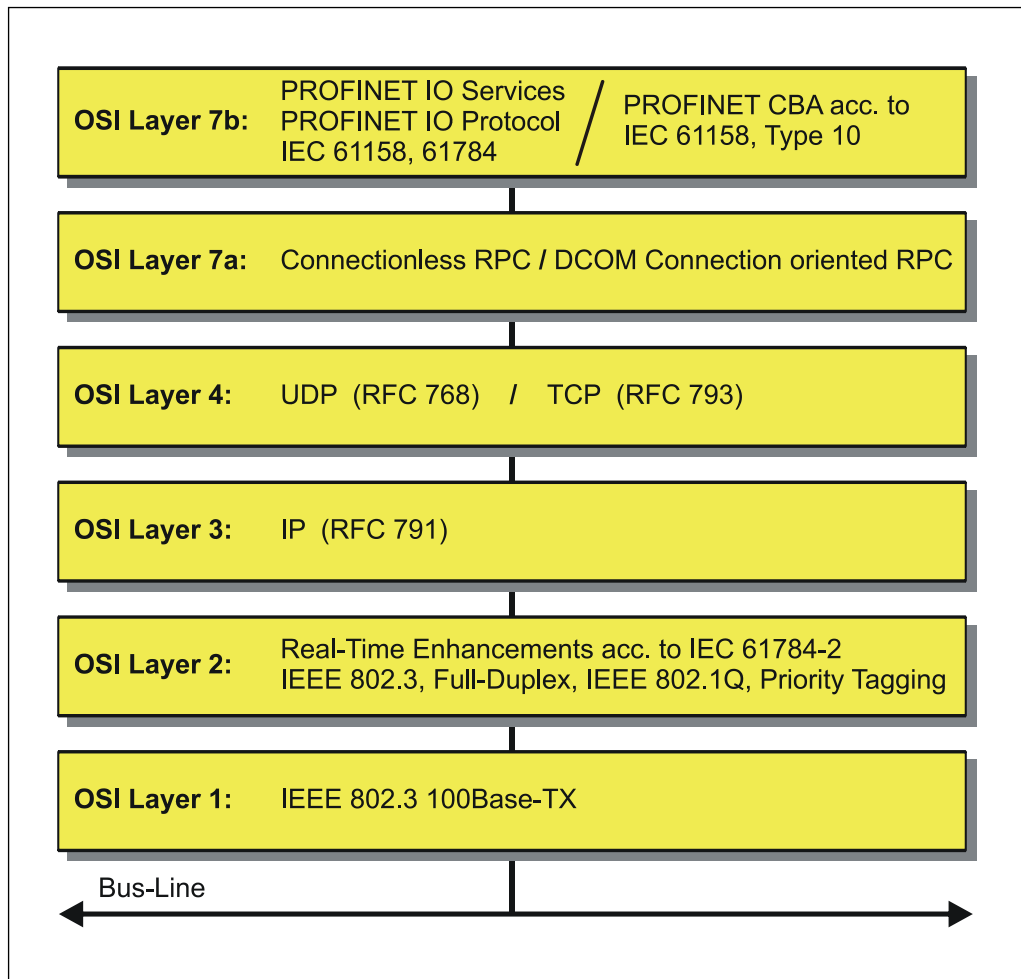 OSI Layer 7b:
PROFINET IO Services
PROFINET IO Protocol
IEC 61158, 61784
/
PROFINET CBA acc. to
IEC 61158, Type 10
OSI Layer 7a: Connectionless RPC / DCOM Connection oriented RPC
OSI Layer 4: UDP (RFC 768) / TCP (RFC 793)
OSI Layer 3: IP (RFC 791)
OSI Layer 2:
Real-Time Enhancements acc. to IEC 61784-2
IEEE 802.3, Full-Duplex, IEEE 802.1Q, Priority Tagging
OSI Layer 1: IEEE 802.3 100Base-TX
Bus-Line